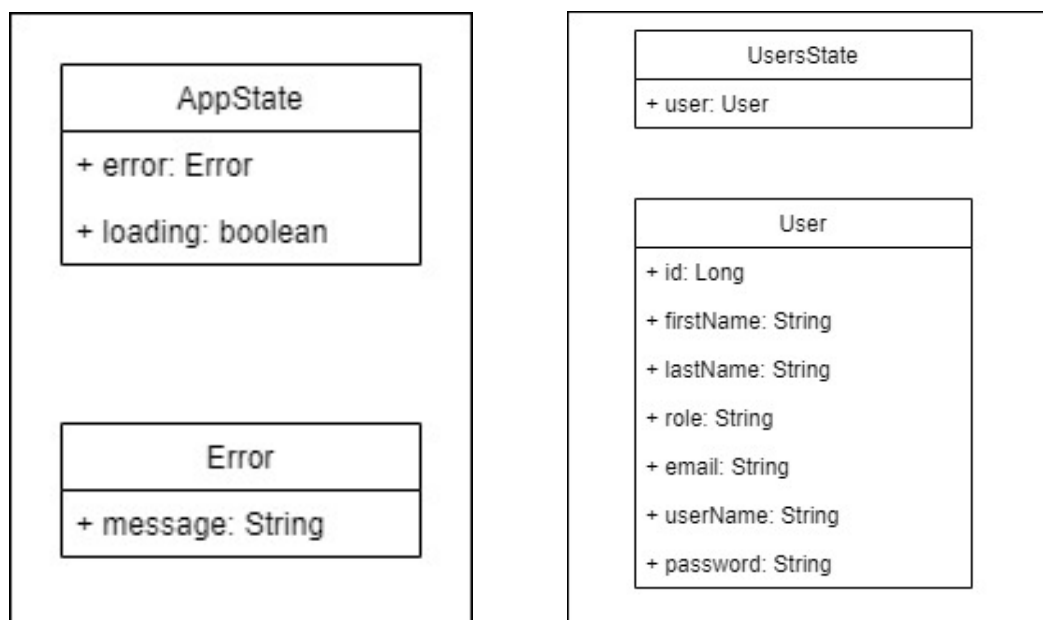 AppState
+ error: Error
+ loading: boolean
Error
+ message: String
UsersState
+ user: User
User
+ id: Long
+ firstName: String
+ lastName: String
+ role: String
+ email: String
+ userName: String
+ password: String